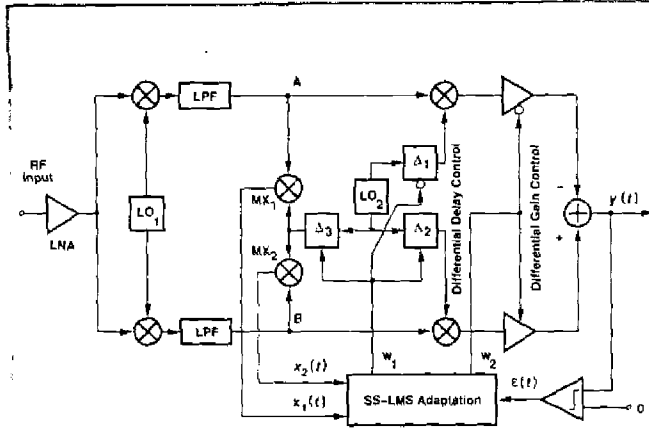 LPF
A
RF
Input
LNA
LO1
MX1
MX2
LO2
Δ1
Δ3
Δ2
Differential Delay Control
Differential Gain Control
-
+
y(t)
LPF
B
w1
w2
x2(t)
x1(t)
SS-LMS Adaptation
ε(t)
0